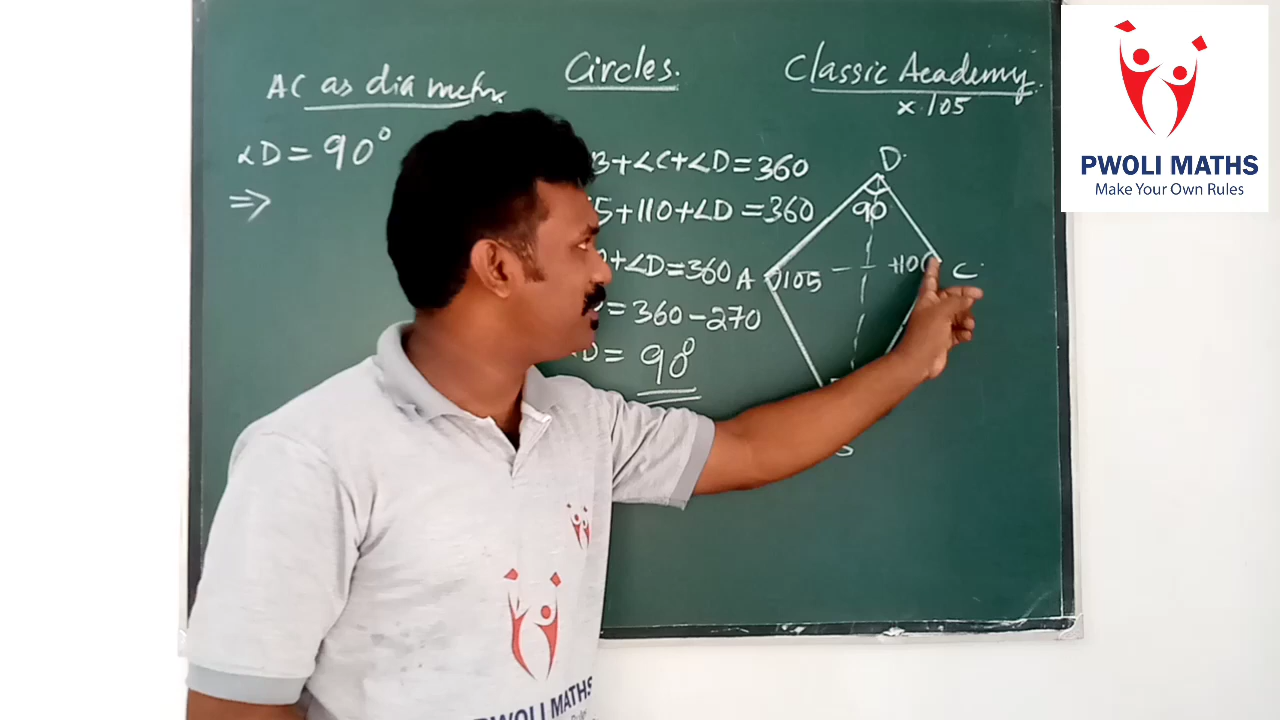 AC as diameter
∠D = 90°
⇒
Circles.
B + ∠C + ∠D = 360
5 + 110 + ∠D = 360
+ ∠D = 360
= 360 - 270
D = 90°
Classic Academy
x 105
D
90
A
105
110
C
PWOLI MATHS
Make Your Own Rules
PWOLI MATHS